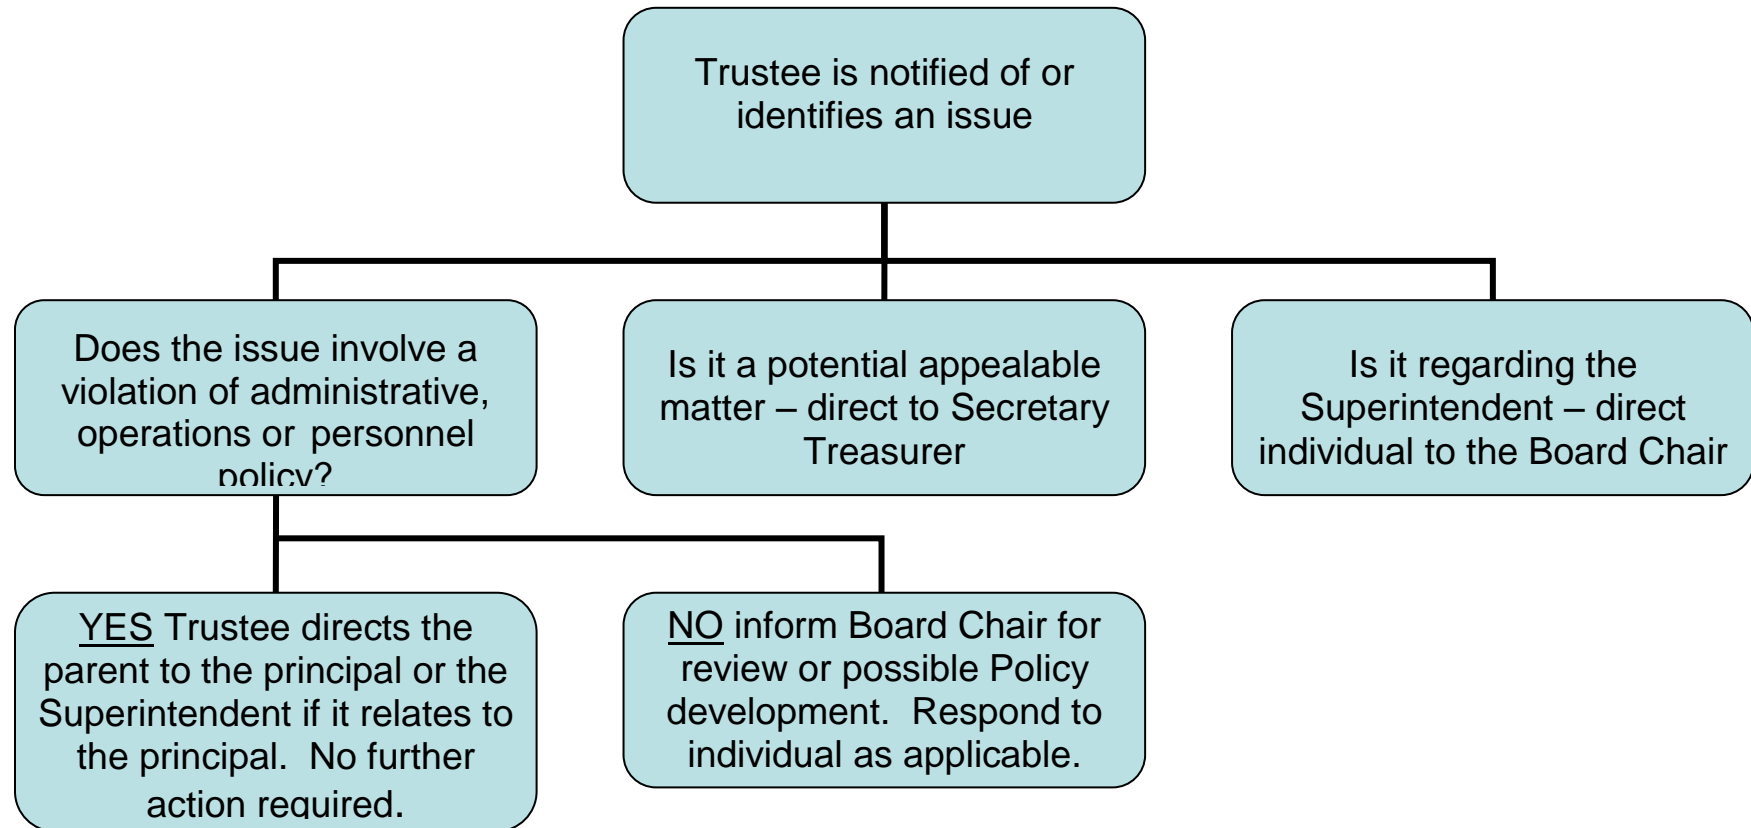 Trustee is notified of or
identifies an issue
Does the issue involve a
violation of administrative,
operations or personnel
policy?
Is it a potential appealable
matter – direct to Secretary
Treasurer
Is it regarding the
Superintendent – direct
individual to the Board Chair
YES Trustee directs the
parent to the principal or the
Superintendent if it relates to
the principal.  No further
action required.
NO inform Board Chair for
review or possible Policy
development.  Respond to
individual as applicable.